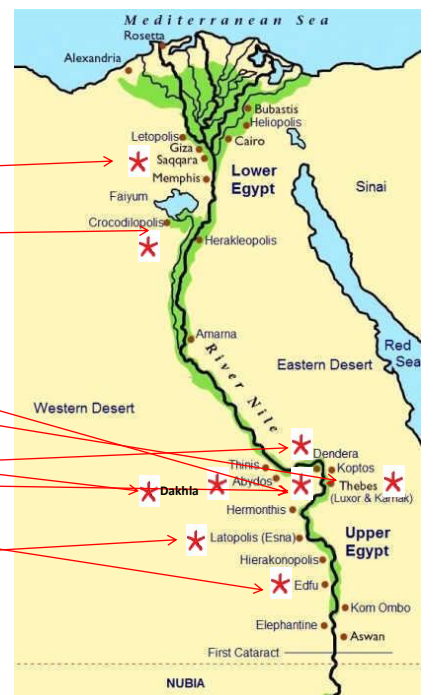 Mediterranean Sea
Rosetta
Alexandria
Bubastis
Heliopolis
Letopolis
Giza
Cairo
Saqqara
Lower
Egypt
Memphis
Sinai
Faiyum
Crocodilopolis
Herakleopolis
Amarna
River Nile
Red
Sea
Eastern Desert
Western Desert
Dendera
Thinis
Koptos
Abydos
Thebes
(Luxor & Karnak)
Dakhla
Hermonthis
Upper
Egypt
Latopolis (Esna)
Hierakonopolis
Edfu
Kom Ombo
Elephantine
Aswan
First Cataract
NUBIA